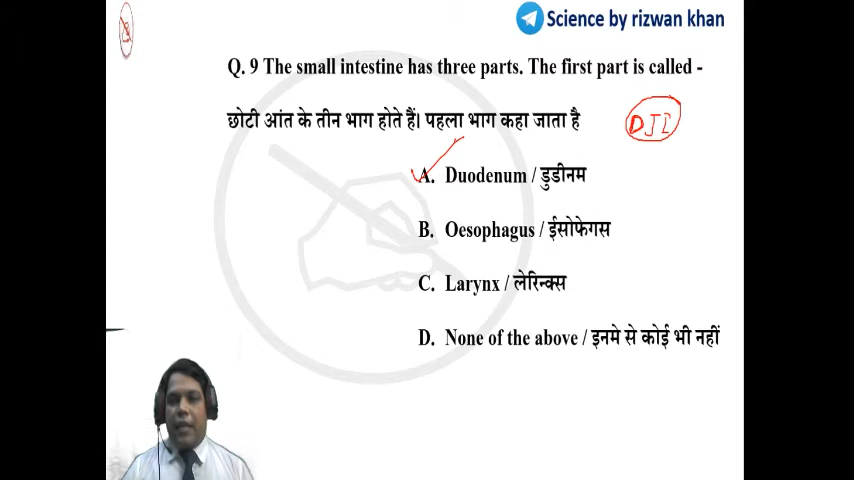 Science by rizwan khan
Q. 9 The small intestine has three parts. The first part is called -
छोटी आंत के तीन भाग होते हैं। पहला भाग कहा जाता है
DJI
A. Duodenum / डुडीनम
B. Oesophagus / ईसोफेगस
C. Larynx / लेरिन्क्स
D. None of the above / इनमे से कोई भी नहीं